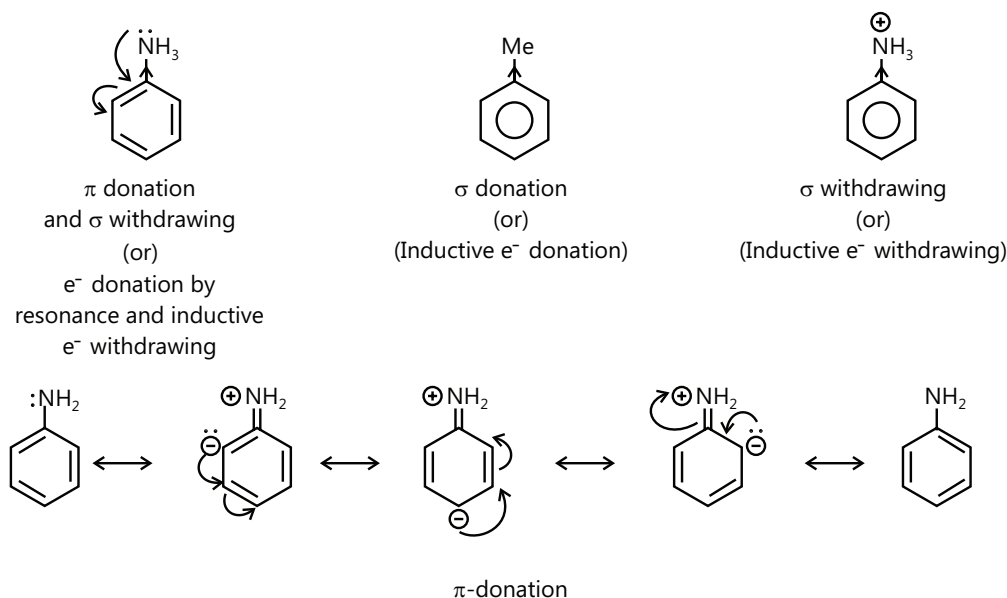 N̈H₃
Me
⊕
NH₃
π donation
and σ withdrawing
(or)
e⁻ donation by
resonance and inductive
e⁻ withdrawing
σ donation
(or)
(Inductive e⁻ donation)
σ withdrawing
(or)
(Inductive e⁻ withdrawing)
:NH₂
⊕NH₂
⊖
⊕NH₂
⊖
⊕NH₂
⊖
NH₂
π-donation